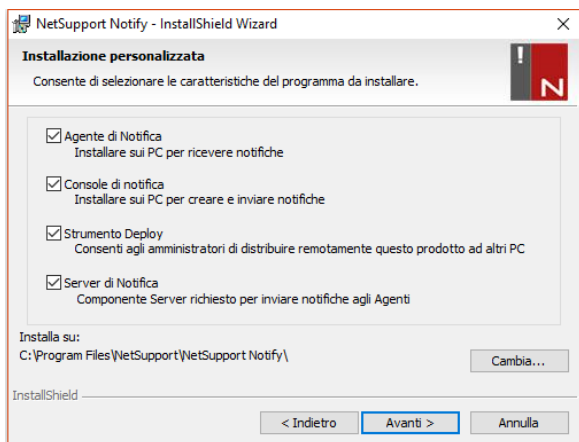 NetSupport Notify - InstallShield Wizard
Installazione personalizzata
Consente di selezionare le caratteristiche del programma da installare.
! N
Agente di Notifica
Installare sui PC per ricevere notifiche
Console di notifica
Installare sui PC per creare e inviare notifiche
Strumento Deploy
Consenti agli amministratori di distribuire remotamente questo prodotto ad altri PC
Server di Notifica
Componente Server richiesto per inviare notifiche agli Agenti
Installa su:
C:\Program Files\NetSupport\NetSupport Notify\
Cambia...
InstallShield
< Indietro
Avanti >
Annulla